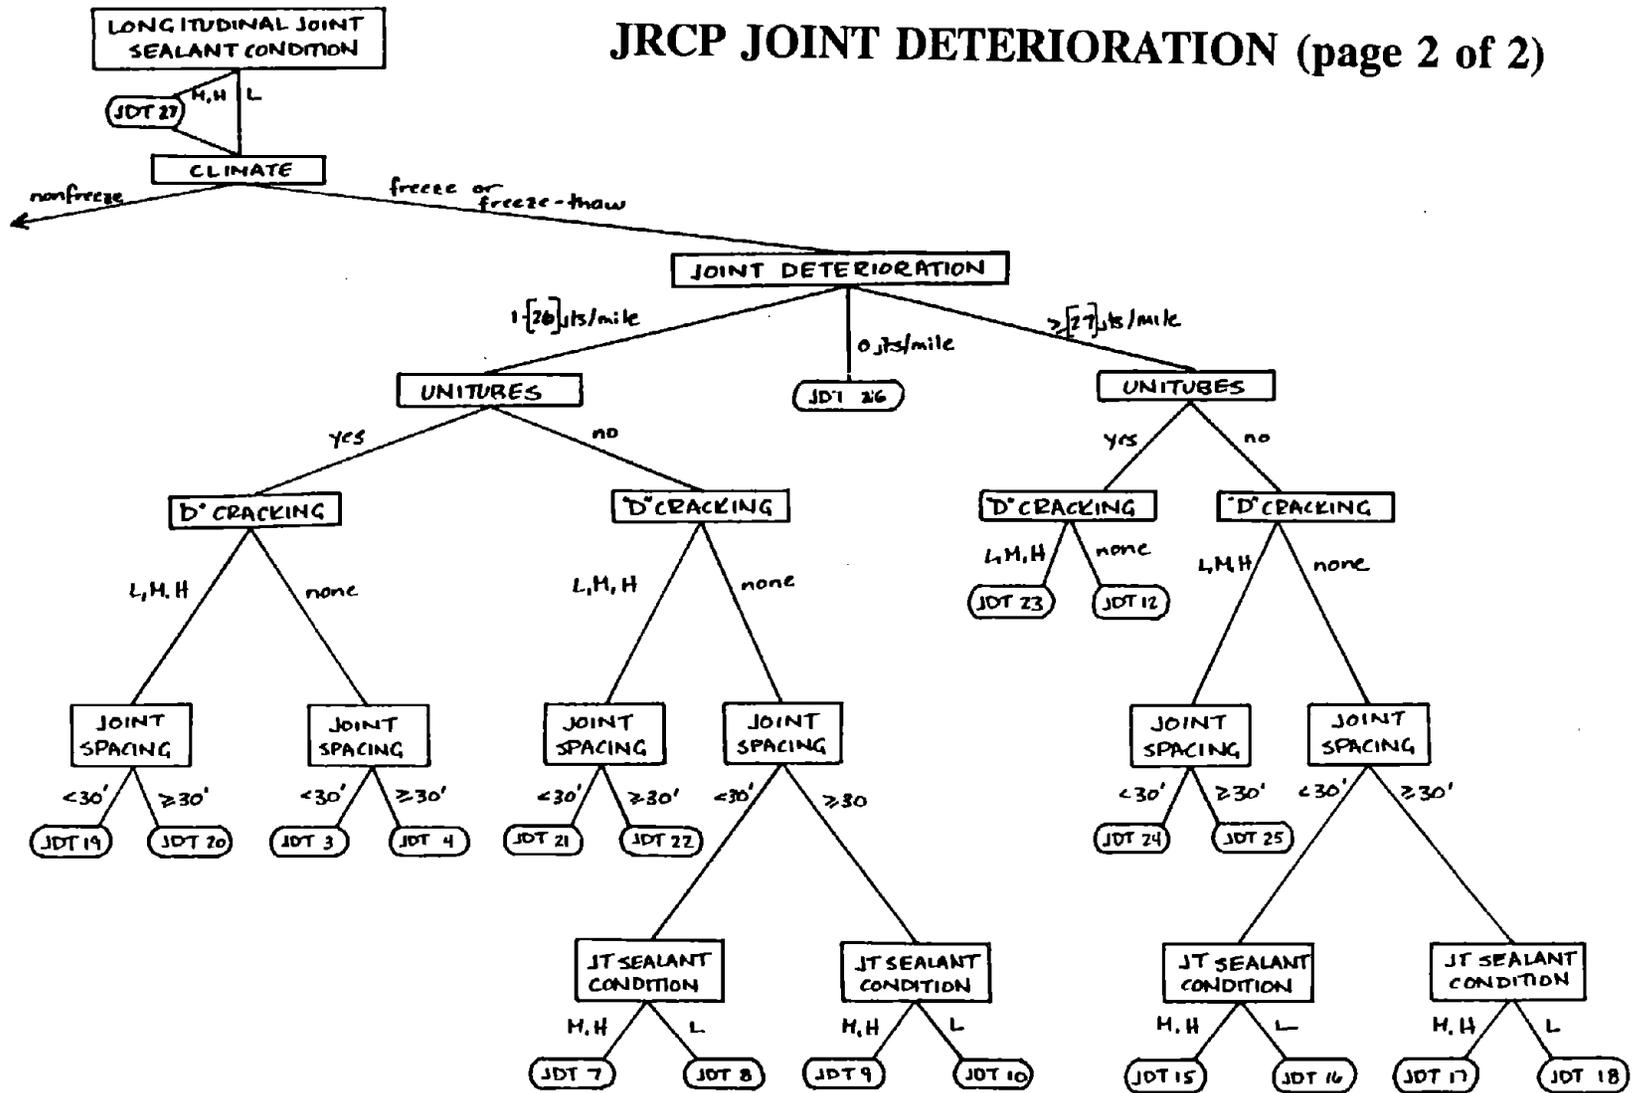 JRCP JOINT DETERIORATION (page 2 of 2)
LONGITUDINAL JOINT
SEALANT CONDITION
M,H L
JDT 27
CLIMATE
nonfreeze
freeze or
freeze-thaw
JOINT DETERIORATION
1-[26]jts/mile
0 jts/mile
≥[27]jts/mile
UNITUBES
JDT 26
UNITUBES
yes no
yes no
"D" CRACKING
"D" CRACKING
"D" CRACKING
"D" CRACKING
L,M,H none
L,M,H none
L,M,H none
L,M,H none
JDT 23 JDT 12
JOINT
SPACING
JOINT
SPACING
JOINT
SPACING
JOINT
SPACING
JOINT
SPACING
JOINT
SPACING
<30' ≥30'
<30' ≥30'
<30' ≥30'
<30' ≥30
<30' ≥30'
<30' ≥30'
JDT 19 JDT 20
JDT 3 JDT 4
JDT 21 JDT 22
JDT 24 JDT 25
JT SEALANT
CONDITION
JT SEALANT
CONDITION
JT SEALANT
CONDITION
JT SEALANT
CONDITION
M,H L
M,H L
M,H L
M,H L
JDT 7 JDT 8
JDT 9 JDT 10
JDT 15 JDT 16
JDT 17 JDT 18